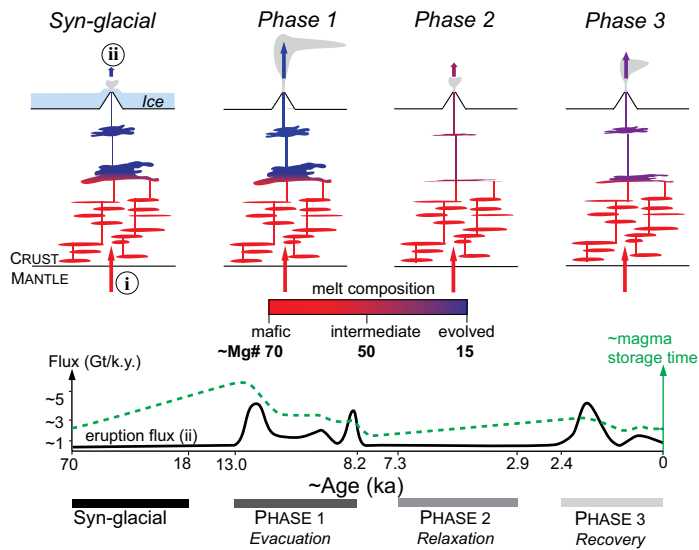 Syn-glacial Phase 1 Phase 2 Phase 3
ii
Ice
CRUST
MANTLE
i
melt composition
mafic intermediate evolved
~Mg# 70 50 15
Flux (Gt/k.y.)
~magma
storage time
~5
~3
~1
eruption flux (ii)
70 18 13.0 8.2 7.3 2.9 2.4 0
~Age (ka)
Syn-glacial PHASE 1 PHASE 2 PHASE 3
Evacuation Relaxation Recovery